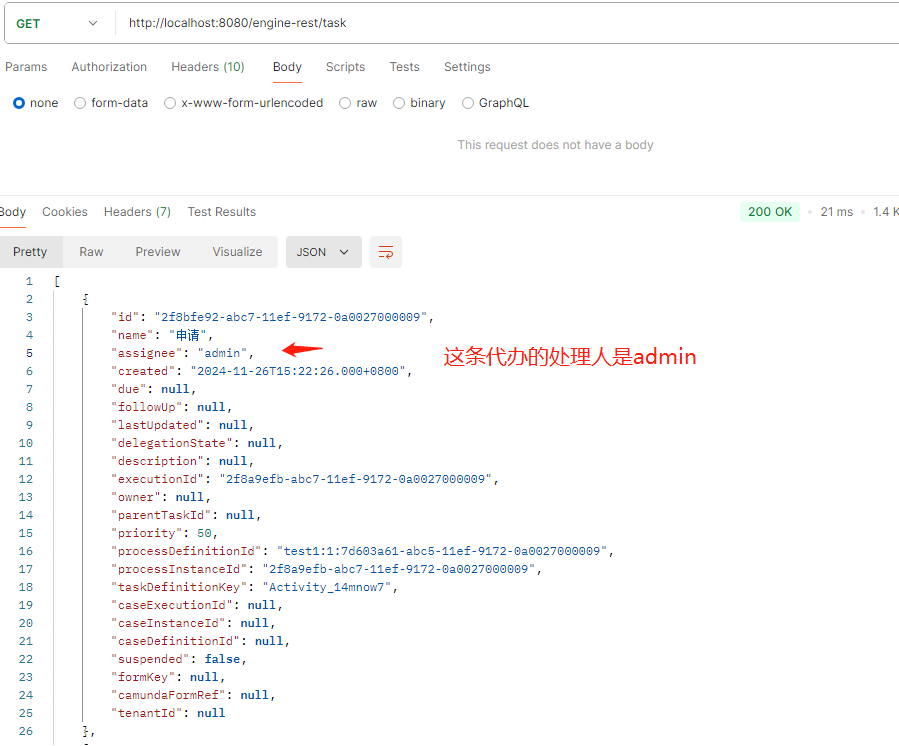 GET http://localhost:8080/engine-rest/task
Params Authorization Headers (10) Body Scripts Tests Settings
none form-data x-www-form-urlencoded raw binary GraphQL
This request does not have a body
Body Cookies Headers (7) Test Results 200 OK • 21 ms • 1.4 K
Pretty Raw Preview Visualize JSON
1 [
2 {
3 "id": "2f8bfe92-abc7-11ef-9172-0a0027000009",
4 "name": "申请",
5 "assignee": "admin",
这条代办的处理人是admin
6 "created": "2024-11-26T15:22:26.000+0800",
7 "due": null,
8 "followUp": null,
9 "lastUpdated": null,
10 "delegationState": null,
11 "description": null,
12 "executionId": "2f8a9efb-abc7-11ef-9172-0a0027000009",
13 "owner": null,
14 "parentTaskId": null,
15 "priority": 50,
16 "processDefinitionId": "test1:1:7d603a61-abc5-11ef-9172-0a0027000009",
17 "processInstanceId": "2f8a9efb-abc7-11ef-9172-0a0027000009",
18 "taskDefinitionKey": "Activity_14mnow7",
19 "caseExecutionId": null,
20 "caseInstanceId": null,
21 "caseDefinitionId": null,
22 "suspended": false,
23 "formKey": null,
24 "camundaFormRef": null,
25 "tenantId": null
26 },